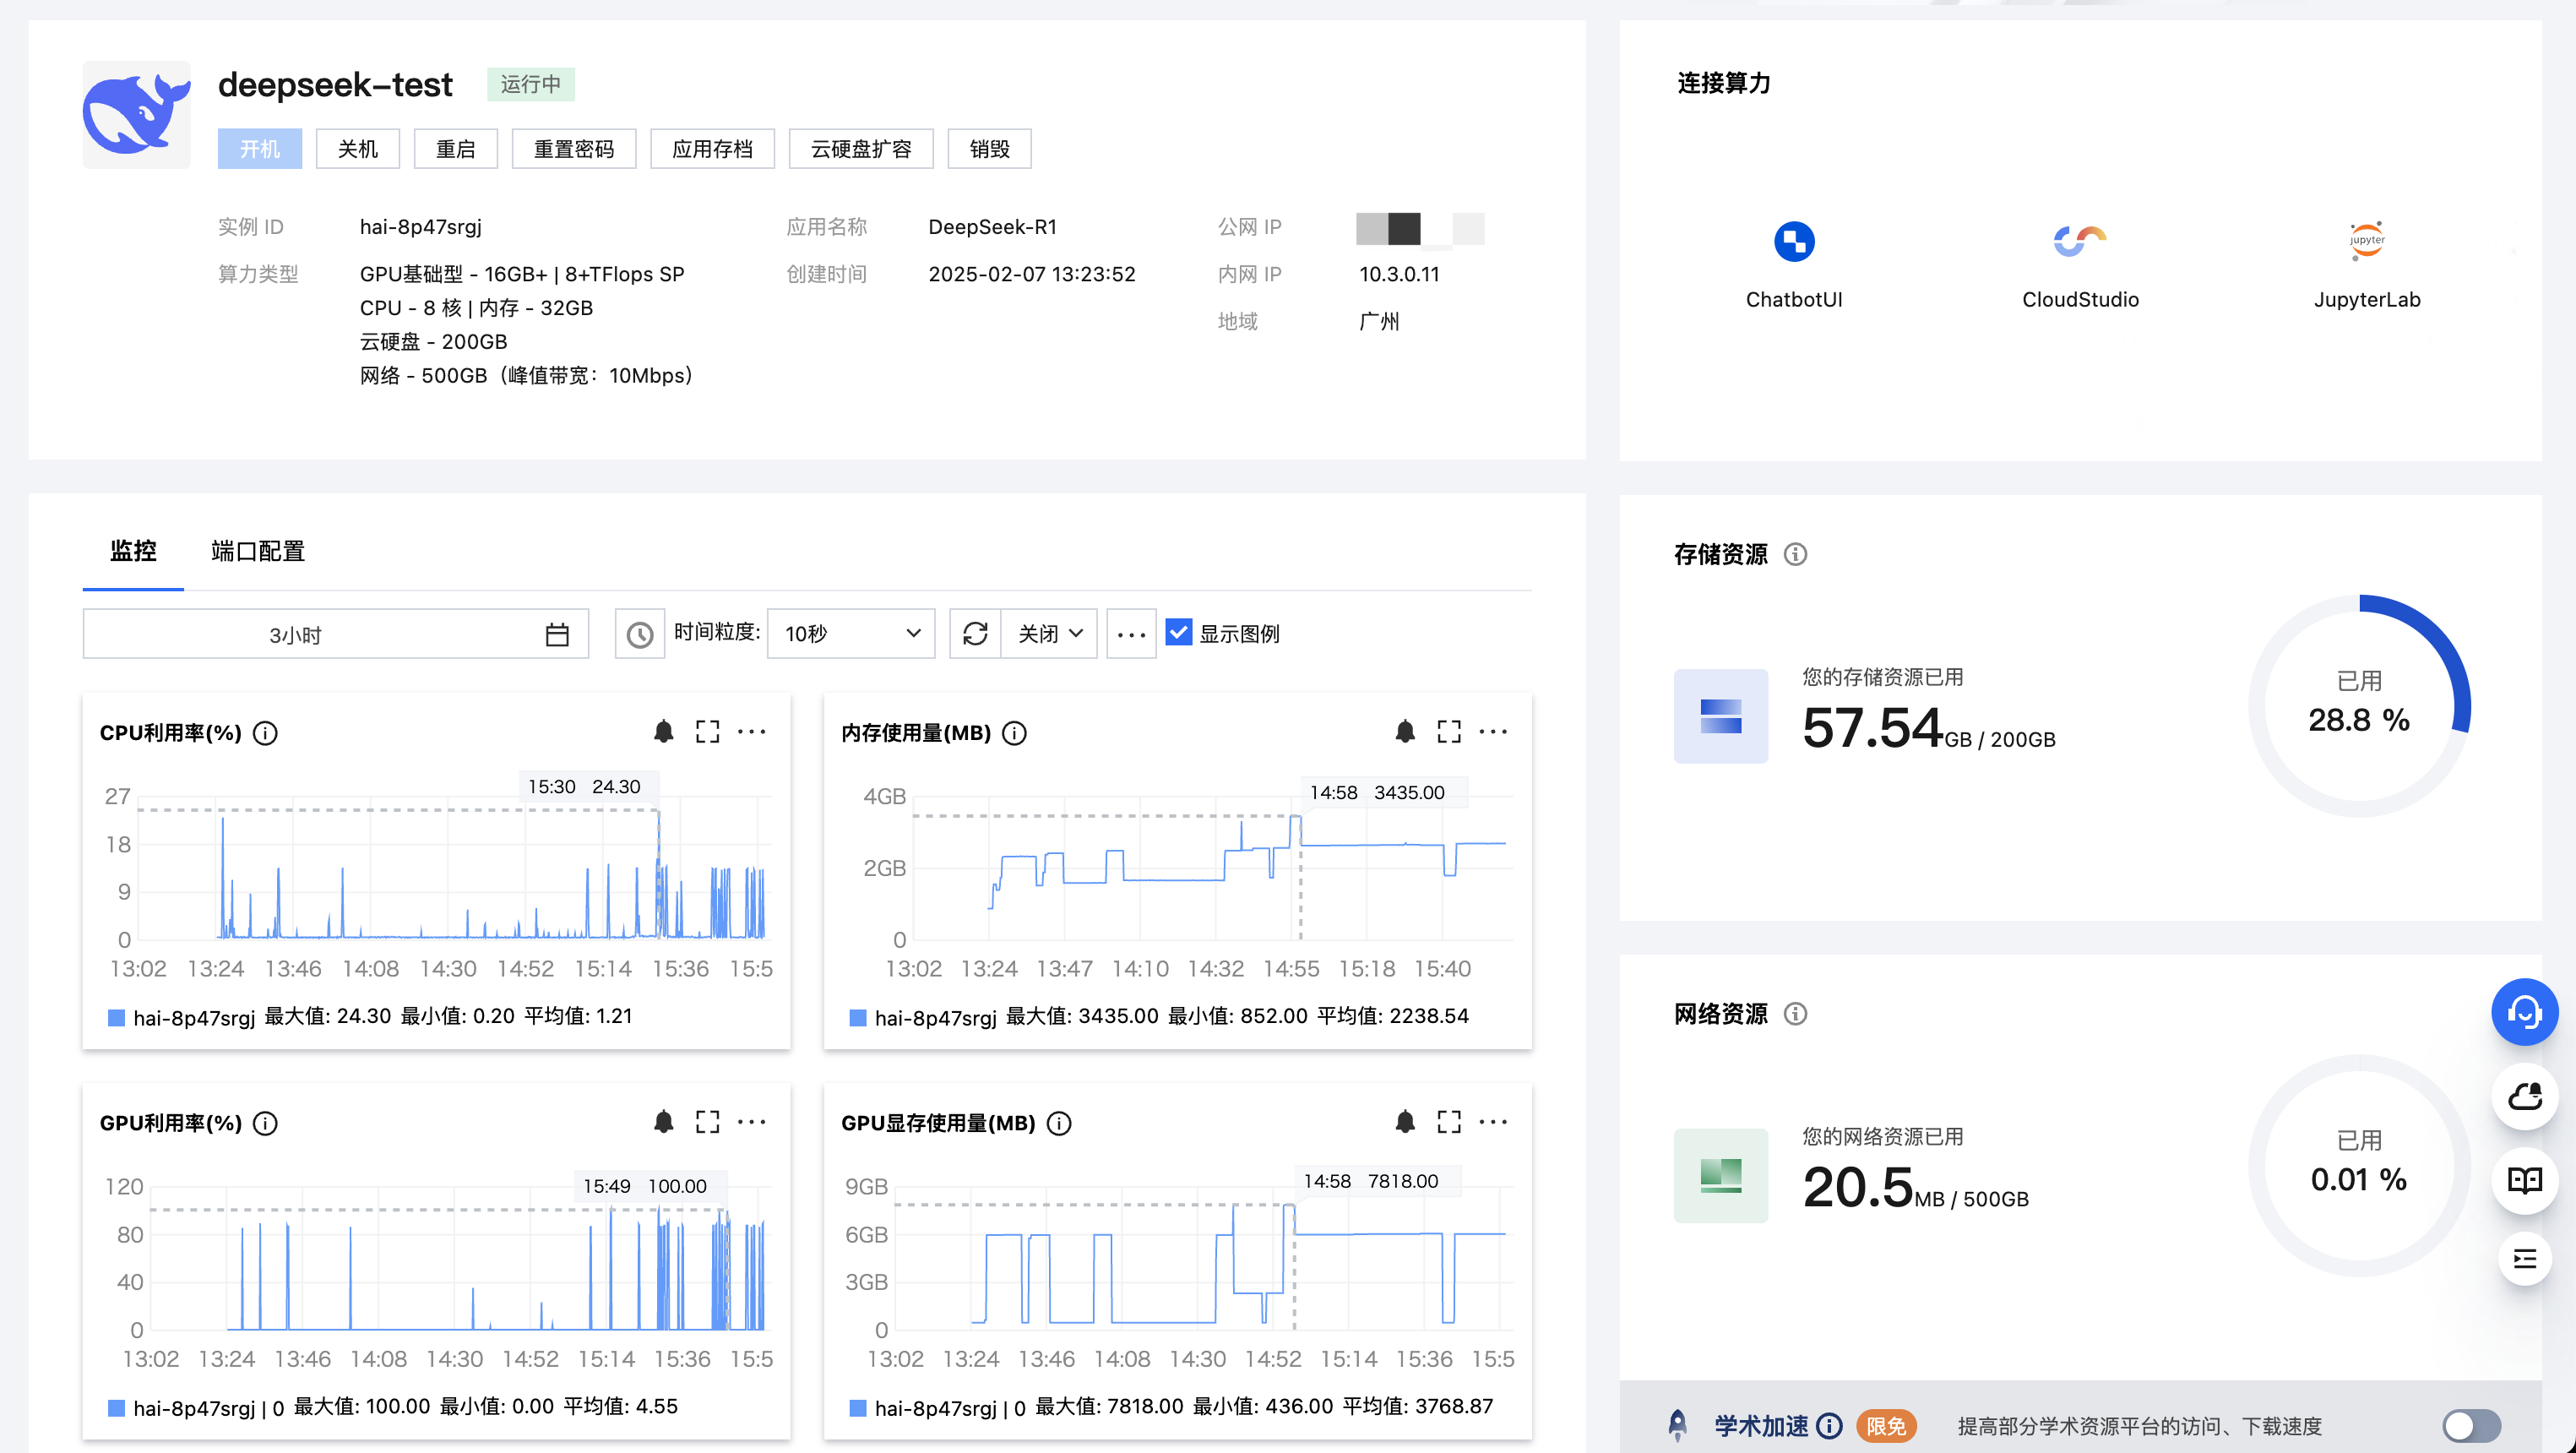 deepseek-test 运行中
开机 关机 重启 重置密码 应用存档 云硬盘扩容 销毁
实例 ID hai-8p47srgj 应用名称 DeepSeek-R1 公网 IP
算力类型 GPU基础型 - 16GB+ | 8+TFlops SP 创建时间 2025-02-07 13:23:52 内网 IP 10.3.0.11
CPU - 8 核 | 内存 - 32GB 地域 广州
云硬盘 - 200GB
网络 - 500GB（峰值带宽：10Mbps）
连接算力
ChatbotUI CloudStudio jupyter JupyterLab
监控 端口配置
3小时 时间粒度: 10秒 关闭 ... 显示图例
CPU利用率(%)
15:30 24.30
27
18
9
0
13:02 13:24 13:46 14:08 14:30 14:52 15:14 15:36 15:5
hai-8p47srgj 最大值: 24.30 最小值: 0.20 平均值: 1.21
内存使用量(MB)
14:58 3435.00
4GB
2GB
0
13:02 13:24 13:47 14:10 14:32 14:55 15:18 15:40
hai-8p47srgj 最大值: 3435.00 最小值: 852.00 平均值: 2238.54
GPU利用率(%)
15:49 100.00
120
80
40
0
13:02 13:24 13:46 14:08 14:30 14:52 15:14 15:36 15:5
hai-8p47srgj | 0 最大值: 100.00 最小值: 0.00 平均值: 4.55
GPU显存使用量(MB)
14:58 7818.00
9GB
6GB
3GB
0
13:02 13:24 13:46 14:08 14:30 14:52 15:14 15:36 15:5
hai-8p47srgj | 0 最大值: 7818.00 最小值: 436.00 平均值: 3768.87
存储资源
您的存储资源已用
57.54GB / 200GB
已用
28.8 %
网络资源
您的网络资源已用
20.5MB / 500GB
已用
0.01 %
学术加速 限免 提高部分学术资源平台的访问、下载速度